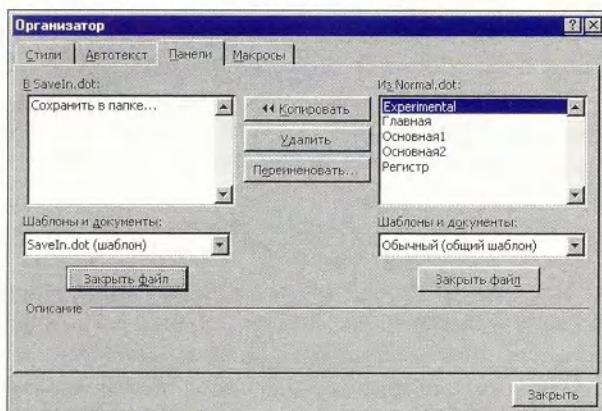 Организатор
Стили Автотекст Панели Макросы
В SaveIn.dot:
Сохранить в папке...
Копировать
Удалить
Переименовать...
Из Normal.dot:
Experimental
Главная
Основная1
Основная2
Регистр
Шаблоны и документы:
SaveIn.dot (шаблон)
Закрыть файл
Шаблоны и документы:
Обычный (общий шаблон)
Закрыть файл
Описание
Закрыть